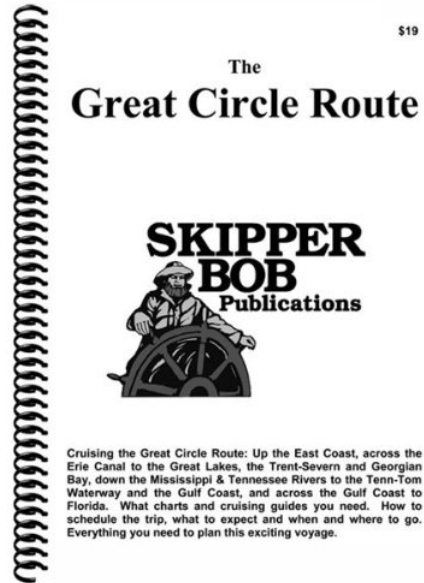 $19
The
Great Circle Route
SKIPPER
BOB
Publications
Cruising the Great Circle Route: Up the East Coast, across the
Erie Canal to the Great Lakes, the Trent-Severn and Georgian
Bay, down the Mississippi & Tennessee Rivers to the Tenn-Tom
Waterway and the Gulf Coast, and across the Gulf Coast to
Florida. What charts and cruising guides you need. How to
schedule the trip, what to expect and when and where to go.
Everything you need to plan this exciting voyage.